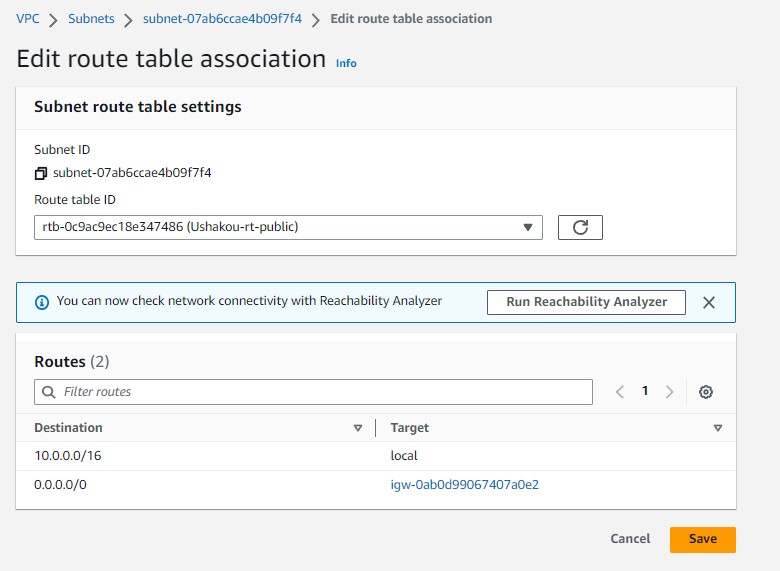 VPC > Subnets > subnet-07ab6ccae4b09f7f4 > Edit route table association
Edit route table association Info
Subnet route table settings
Subnet ID
subnet-07ab6ccae4b09f7f4
Route table ID
rtb-0c9ac9ec18e347486 (Ushakou-rt-public)
You can now check network connectivity with Reachability Analyzer Run Reachability Analyzer
Routes (2)
Filter routes 1
Destination Target
10.0.0.0/16 local
0.0.0.0/0 igw-0ab0d99067407a0e2
Cancel Save